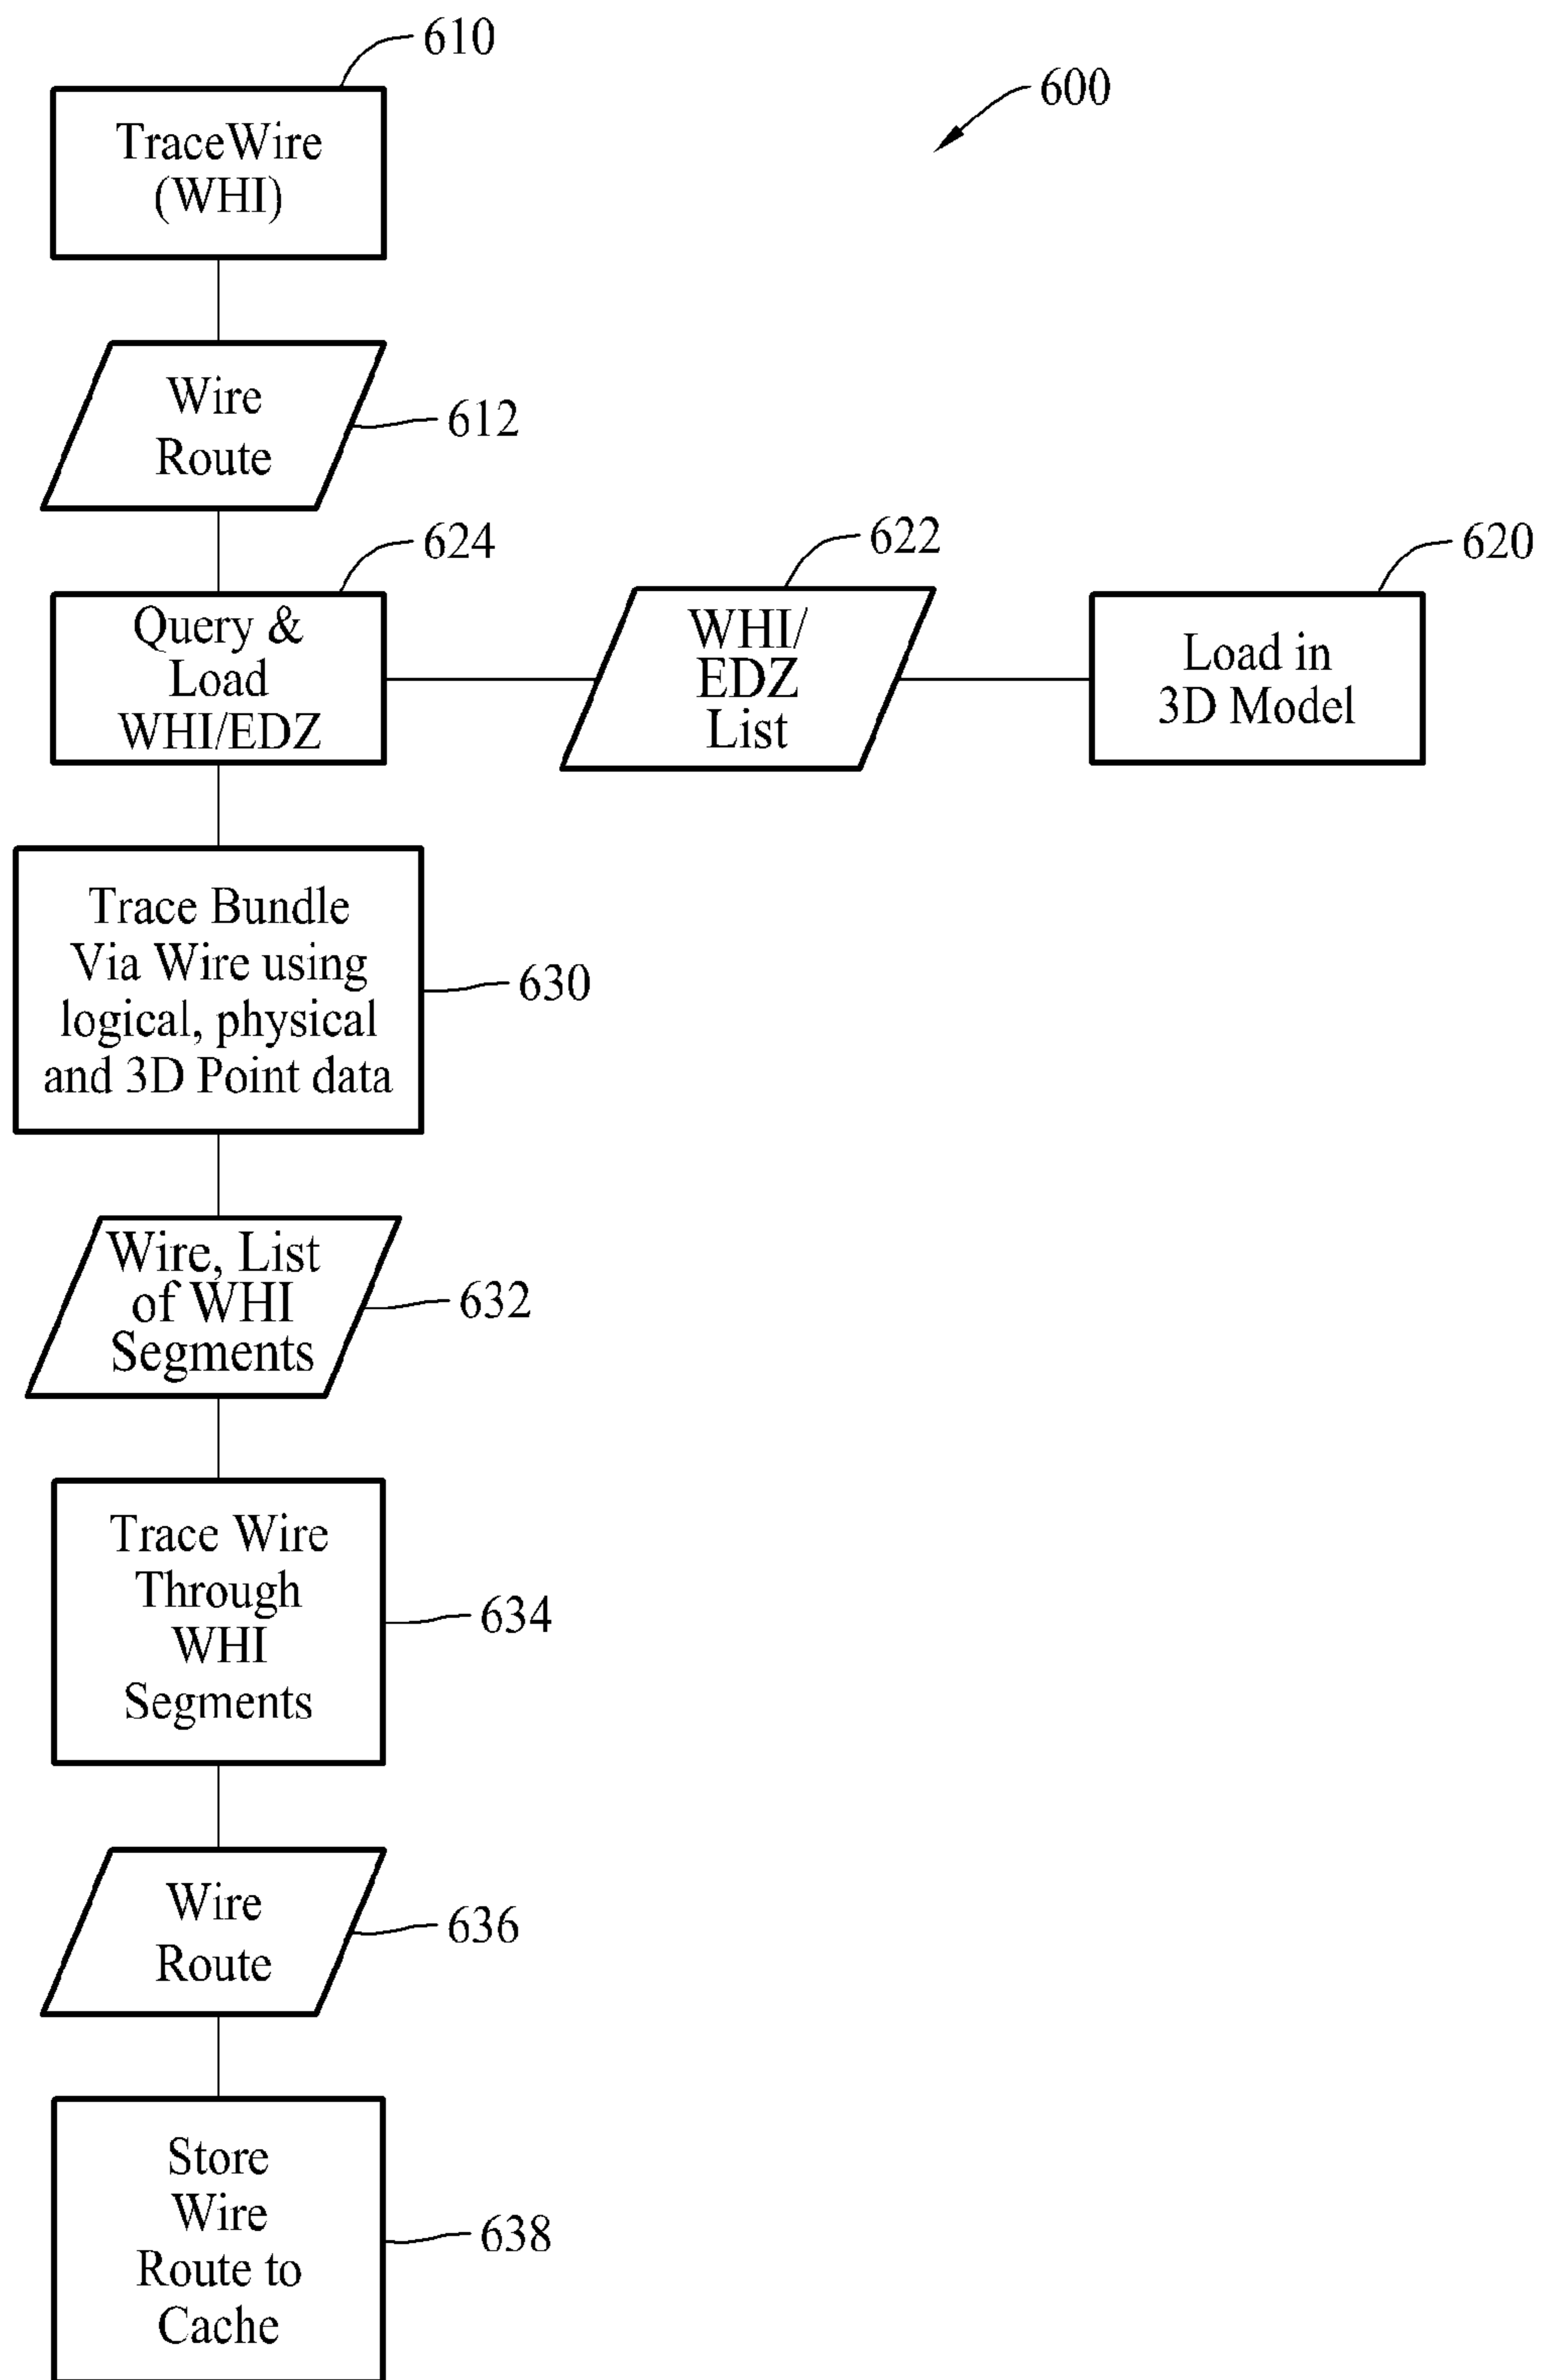 610
600
TraceWire
(WHI)
Wire
Route
612
624
622
620
Query &
Load
WHI/EDZ
WHI/
EDZ
List
Load in
3D Model
Trace Bundle
Via Wire using
logical, physical
and 3D Point data
630
Wire, List
of WHI
Segments
632
Trace Wire
Through
WHI
Segments
634
Wire
Route
636
Store
Wire
Route to
Cache
638